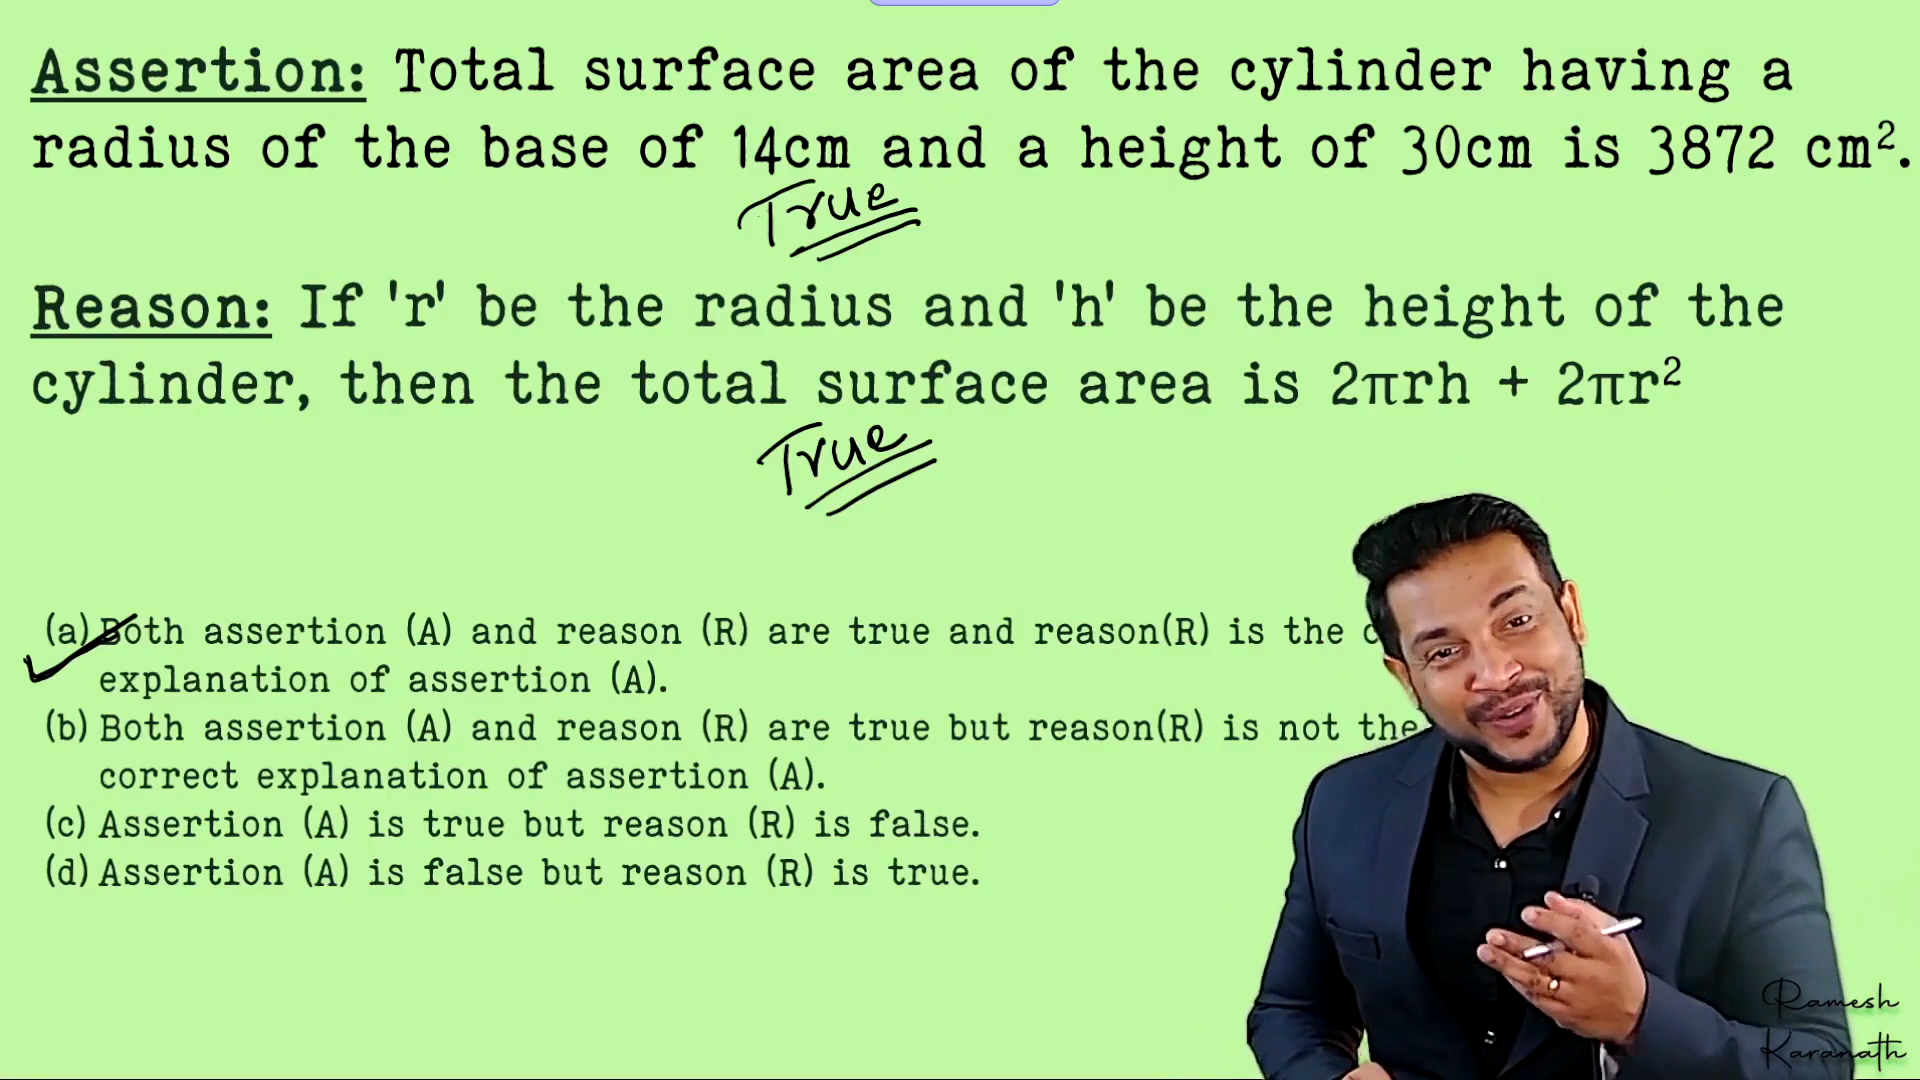 Assertion: Total surface area of the cylinder having a
radius of the base of 14cm and a height of 30cm is 3872 cm².
True
Reason: If 'r' be the radius and 'h' be the height of the
cylinder, then the total surface area is 2πrh + 2πr²
True
(a) Both assertion (A) and reason (R) are true and reason(R) is the
explanation of assertion (A).
(b) Both assertion (A) and reason (R) are true but reason(R) is not the
correct explanation of assertion (A).
(c) Assertion (A) is true but reason (R) is false.
(d) Assertion (A) is false but reason (R) is true.
Ramesh
Karanath